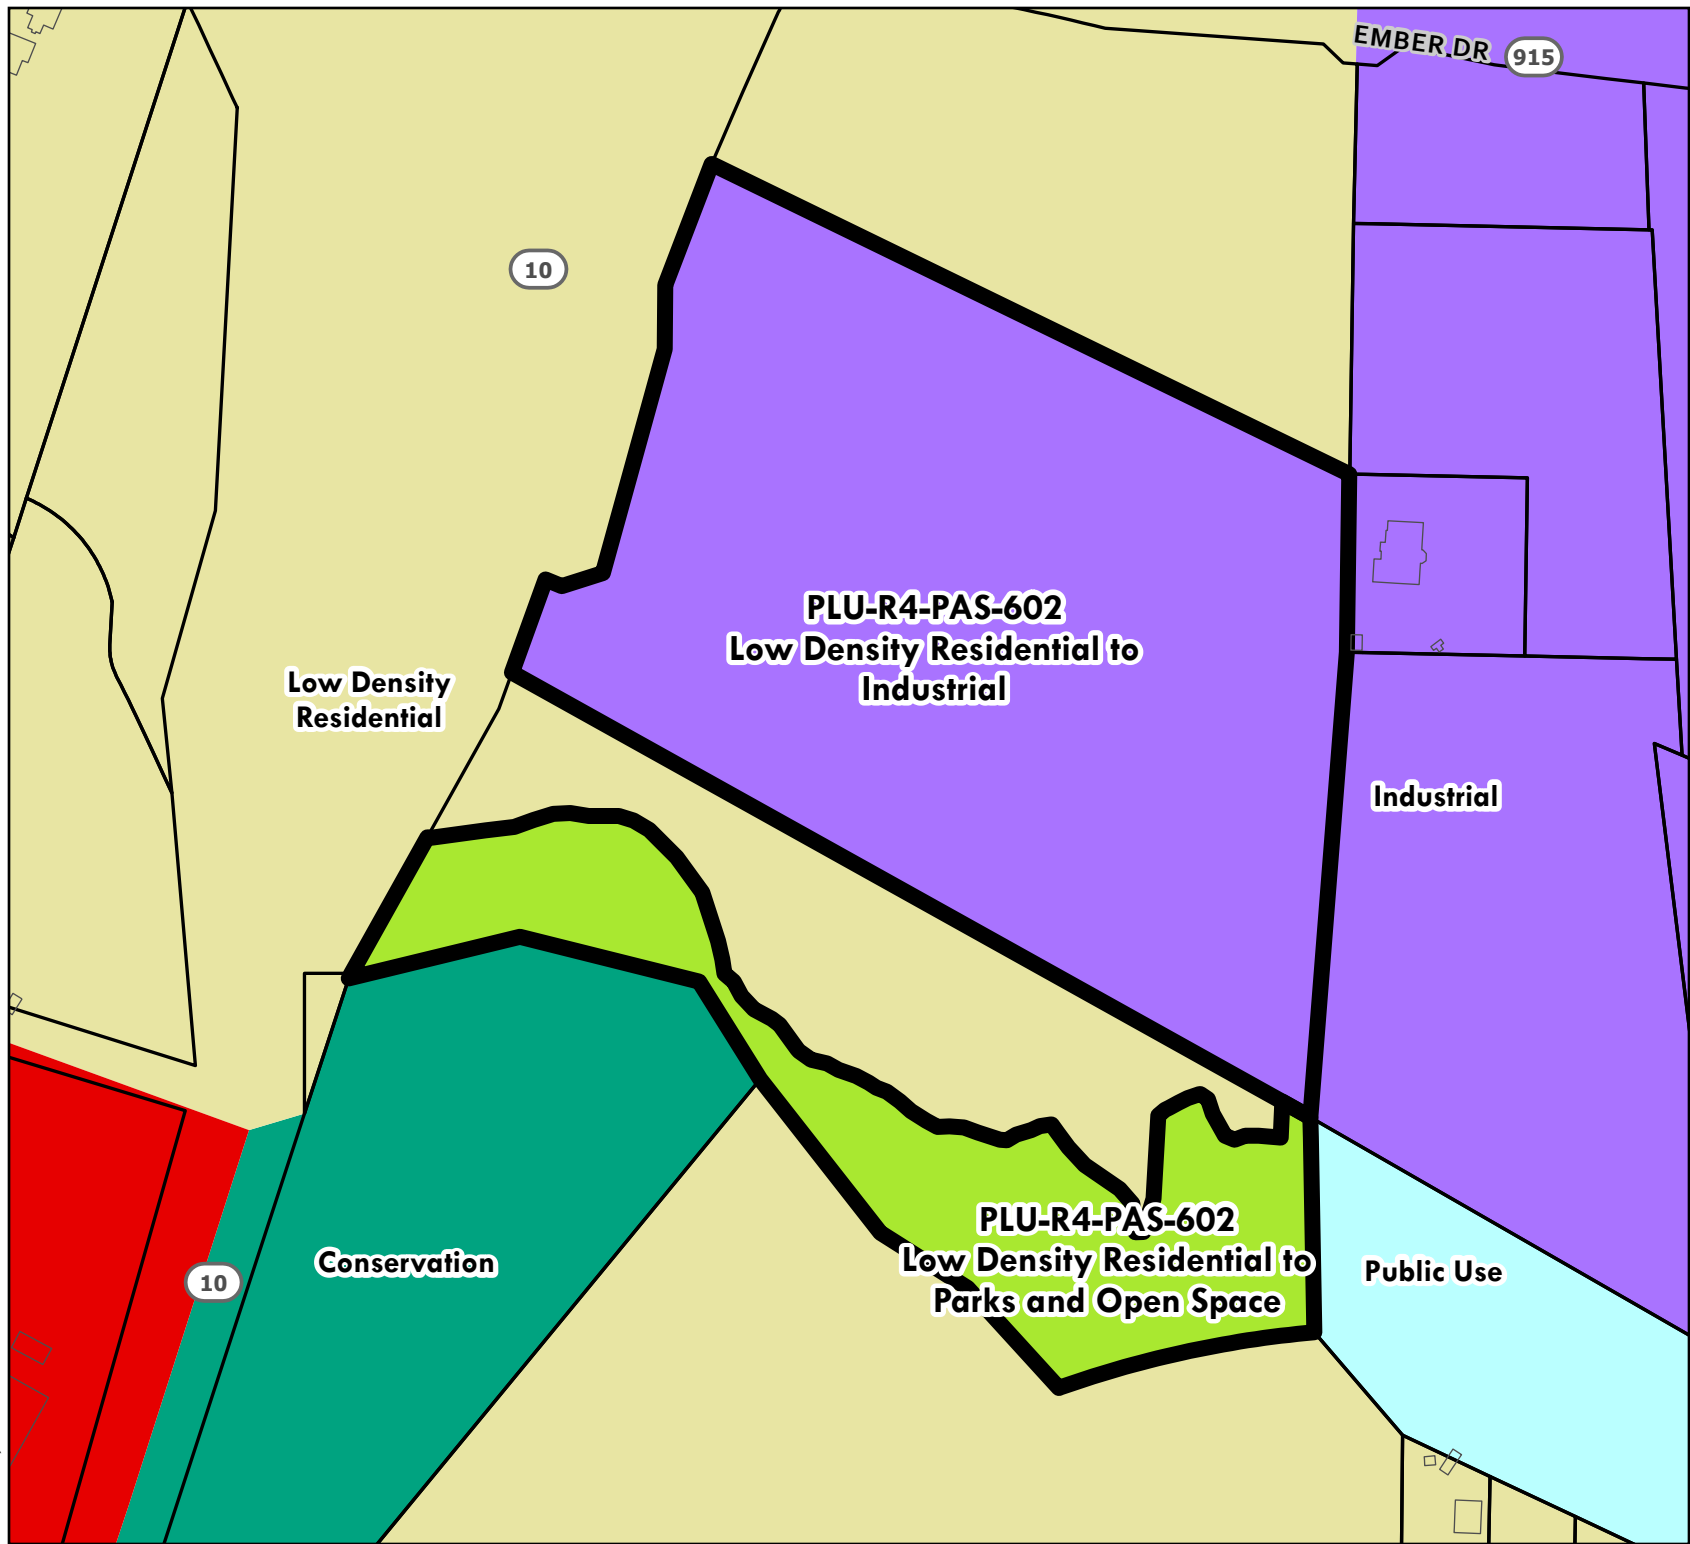 EMBER DR
915
10
PLU-R4-PAS-602
Low Density Residential to
Industrial
Low Density
Residential
Industrial
PLU-R4-PAS-602
Low Density Residential to
Parks and Open Space
Conservation
Public Use
10